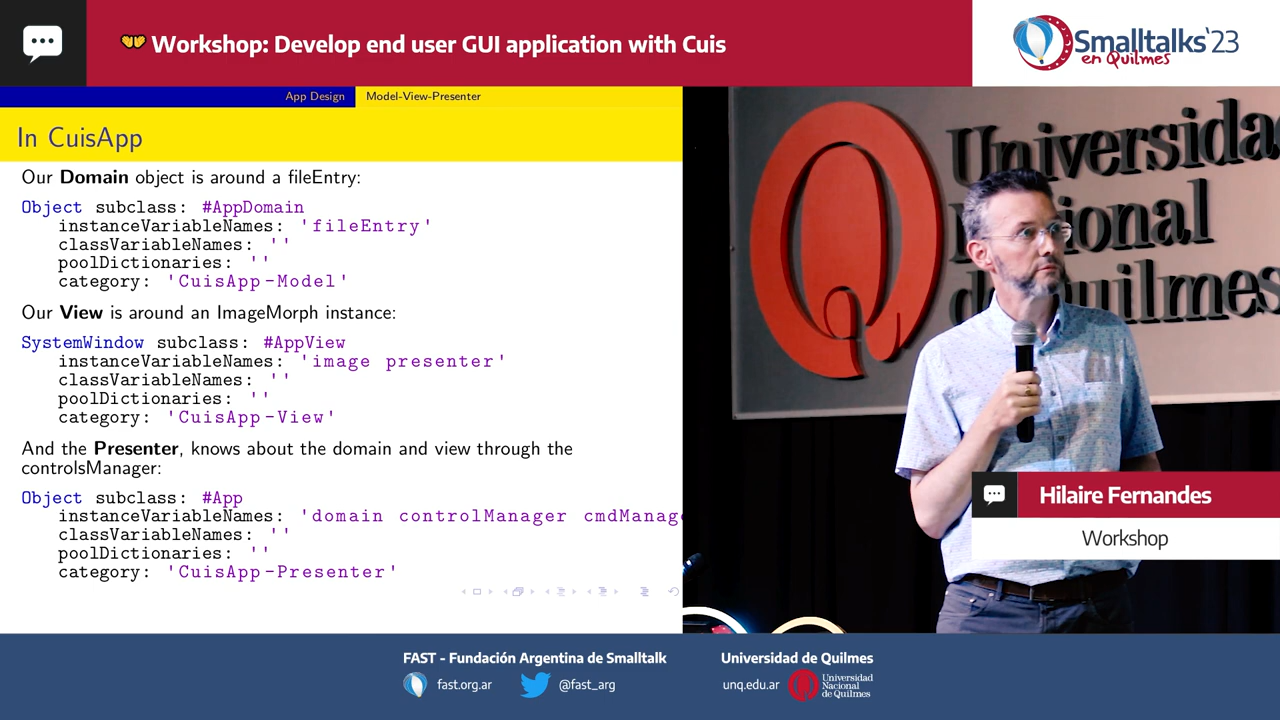 Workshop: Develop end user GUI application with Cuis
Smalltalks'23
en Quilmes
App Design
Model-View-Presenter
In CuisApp
Our Domain object is around a fileEntry:
Object subclass: #AppDomain
instanceVariableNames: 'fileEntry'
classVariableNames: ''
poolDictionaries: ''
category: 'CuisApp-Model'
Our View is around an ImageMorph instance:
SystemWindow subclass: #AppView
instanceVariableNames: 'image presenter'
classVariableNames: ''
poolDictionaries: ''
category: 'CuisApp-View'
And the Presenter, knows about the domain and view through the
controlsManager:
Object subclass: #App
instanceVariableNames: 'domain controlManager cmdManag
classVariableNames: ''
poolDictionaries: ''
category: 'CuisApp-Presenter'
Universida
Nacional
de Quilmes
Hilaire Fernandes
Workshop
FAST - Fundación Argentina de Smalltalk
fast.org.ar
@fast_arg
Universidad de Quilmes
unq.edu.ar
Universidad
Nacional
de Quilmes